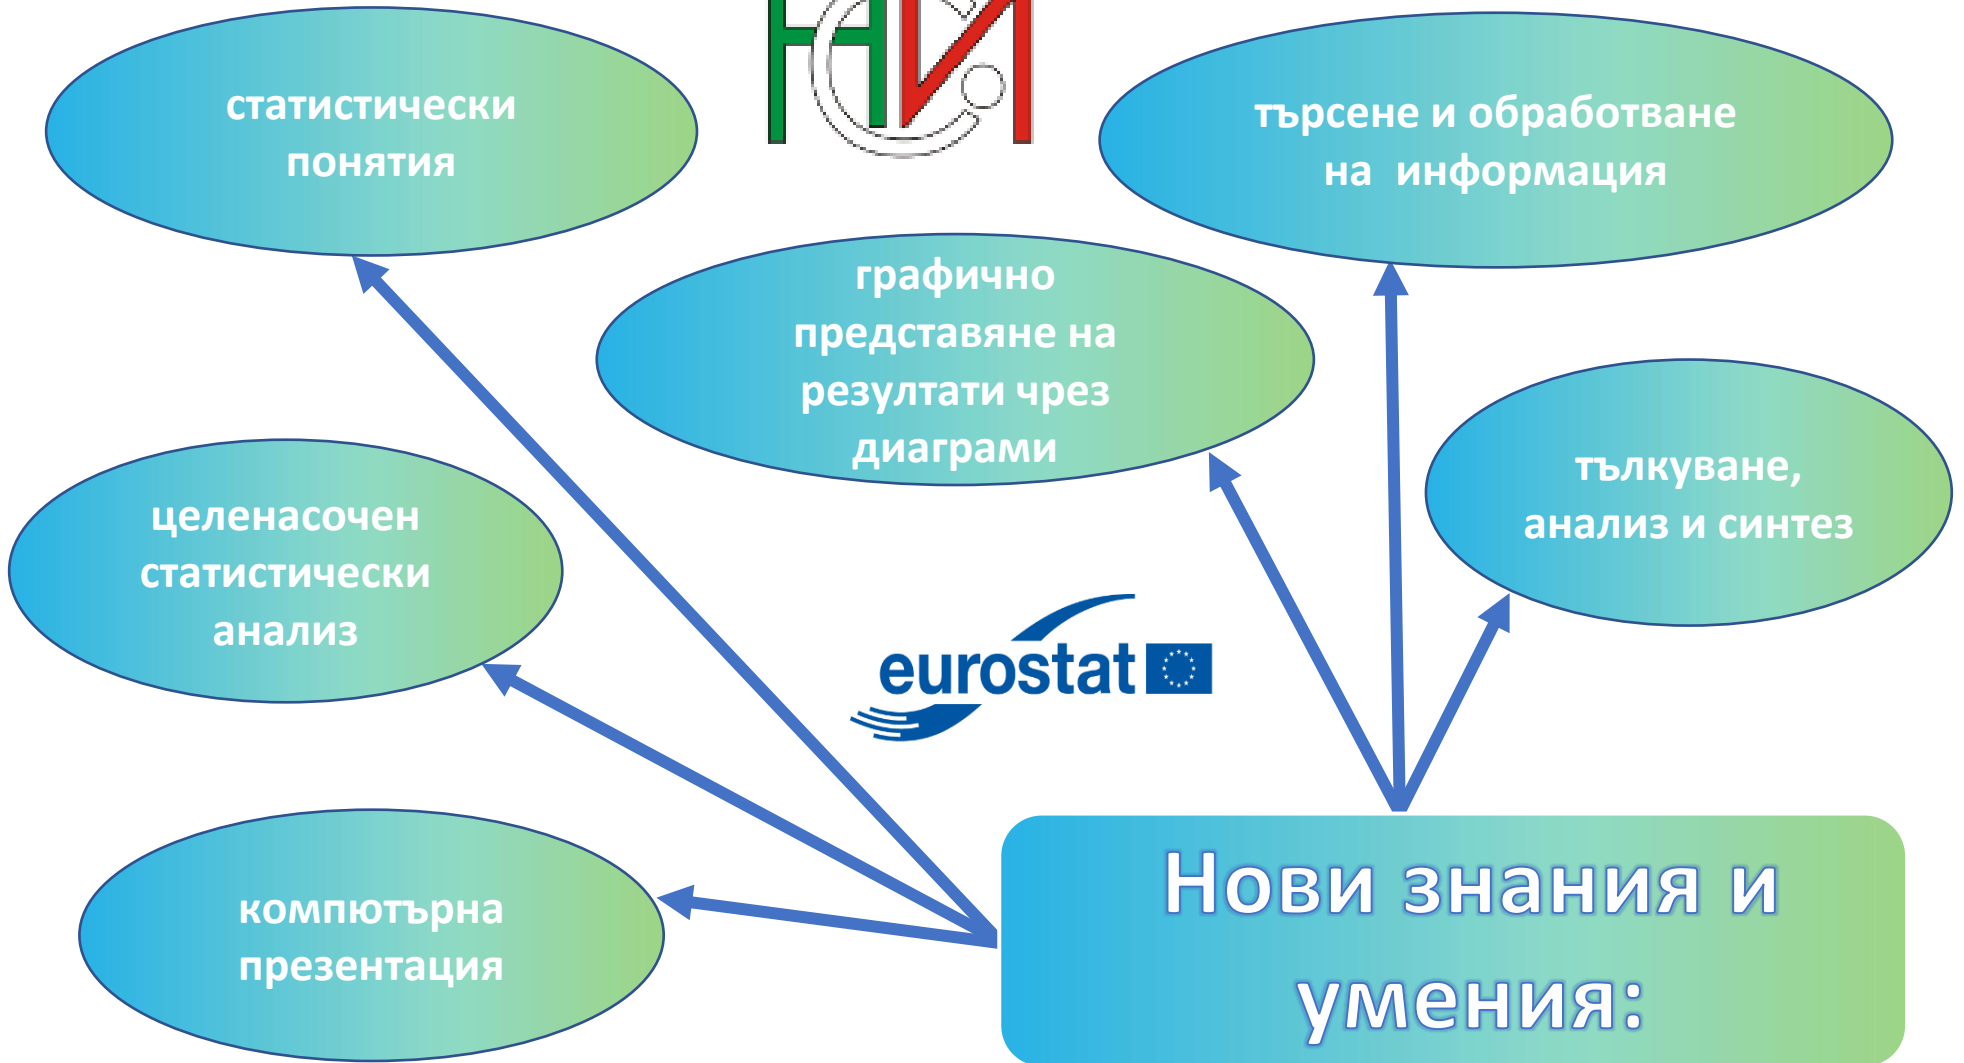 НСИ
статистически
понятия
търсене и обработване
на информация
графично
представяне на
резултати чрез
диаграми
тълкуване,
анализ и синтез
целенасочен
статистически
анализ
eurostat
компютърна
презентация
Нови знания и
умения: